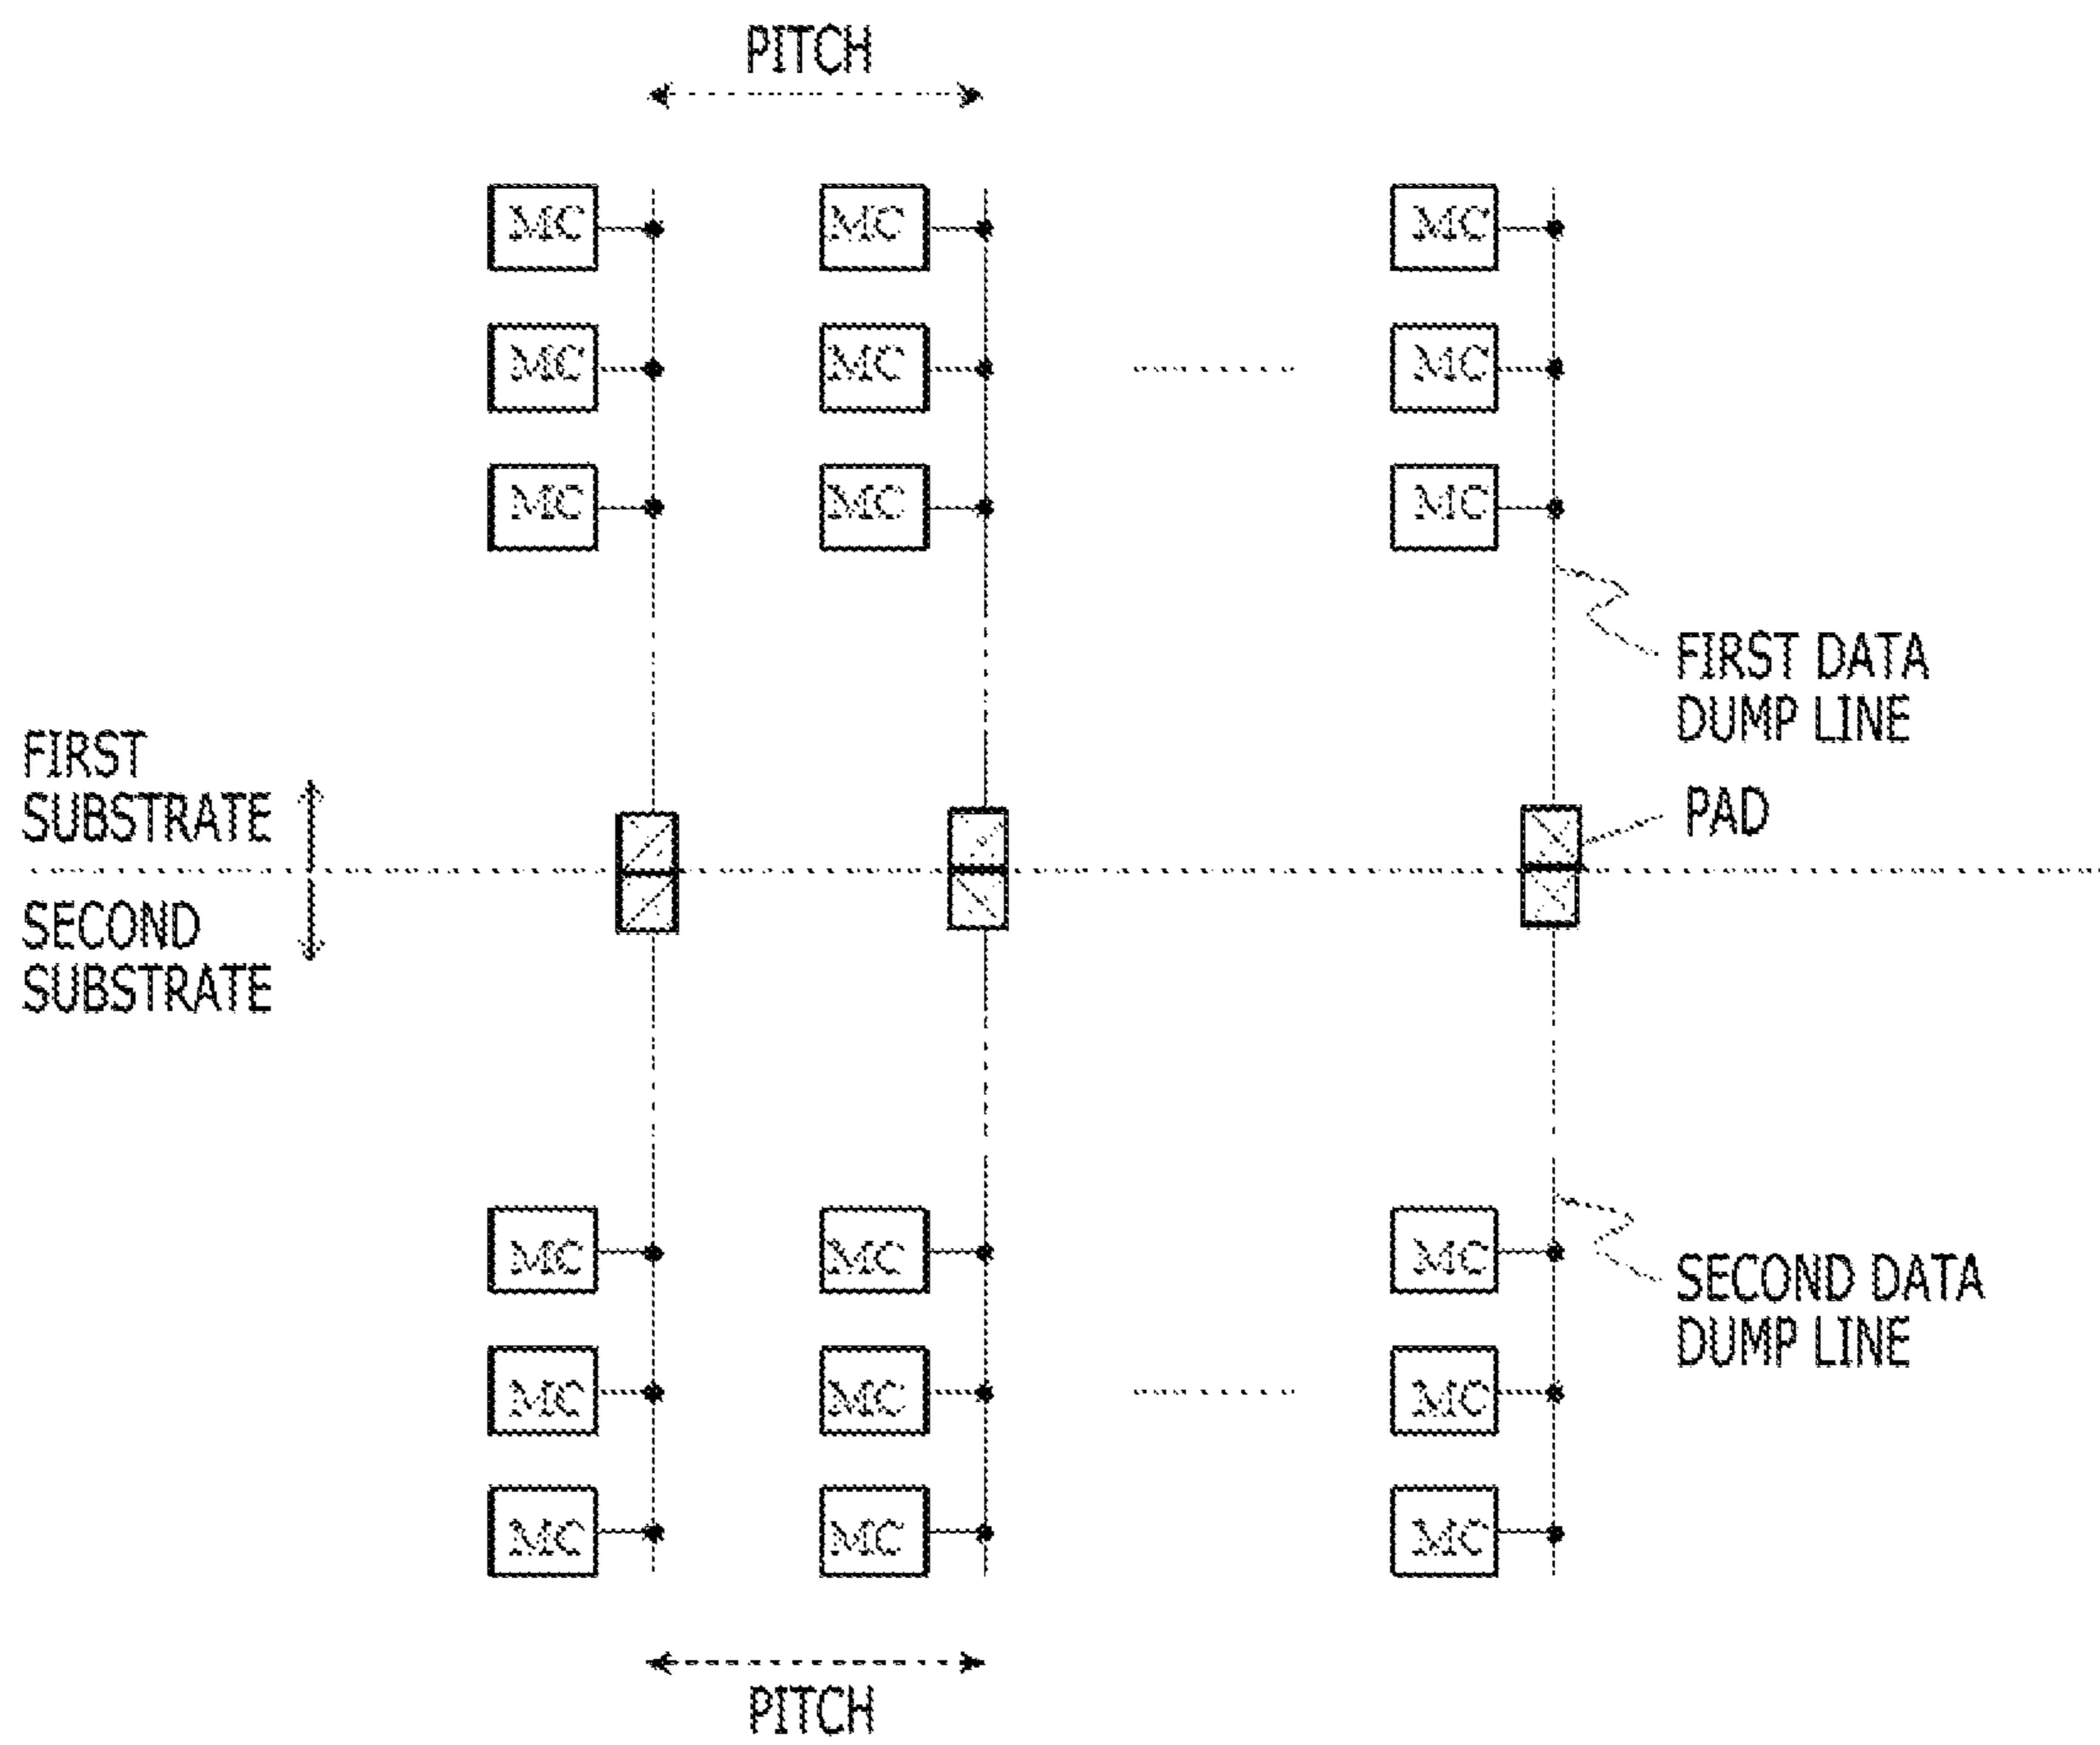 PITCH
MC MC MC
MC MC MC
MC MC MC
FIRST DATA
DUMP LINE
FIRST
SUBSTRATE
PAD
SECOND
SUBSTRATE
MC MC MC
SECOND DATA
DUMP LINE
MC MC MC
MC MC MC
PITCH